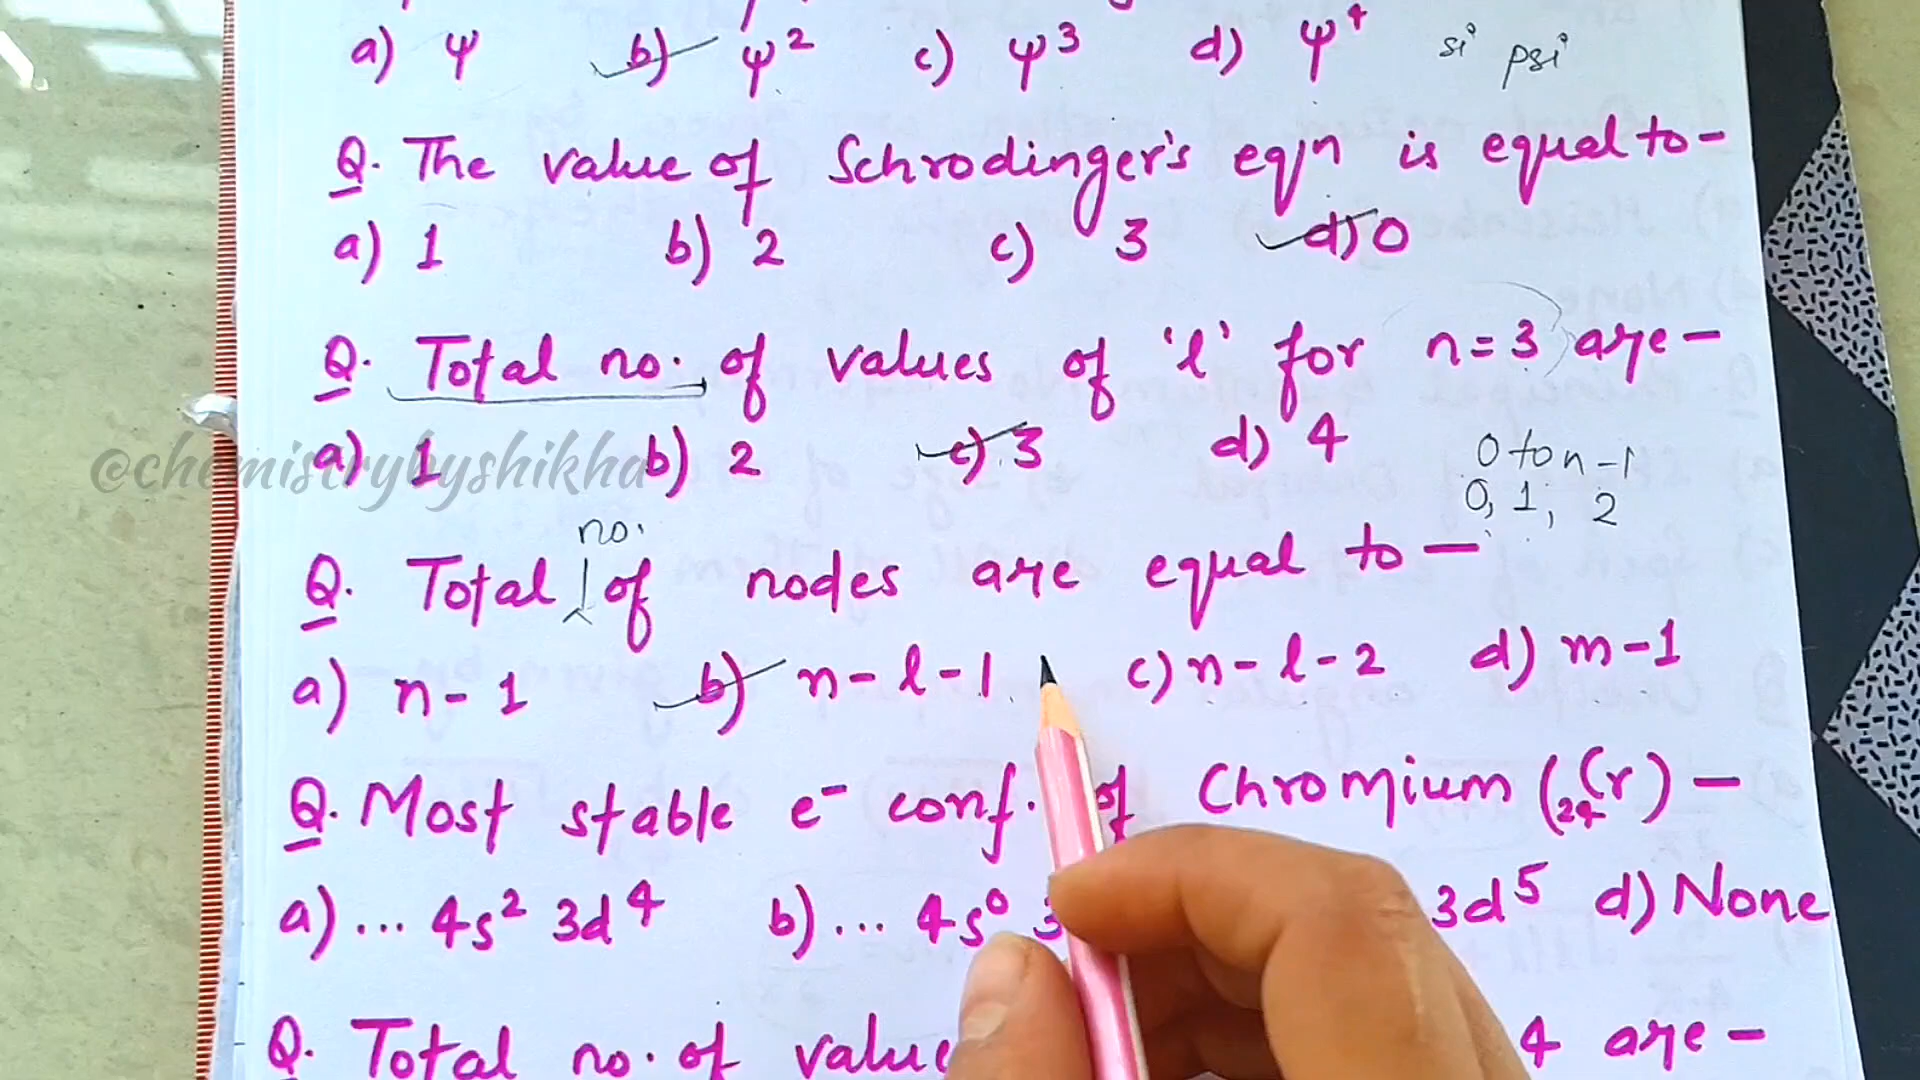 a) ψ b) ψ² c) ψ³ d) ψ⁴ si psi
Q. The value of Schrodinger's eqn is equal to-
a) 1 b) 2 c) 3 d) 0
Q. Total no. of values of 'l' for n=3 are-
a) 1 b) 2 c) 3 d) 4
0 to n-1
0, 1, 2
@chemistrybyshikha
no.
Q. Total of nodes are equal to -
a) n-1 b) n-l-1 c) n-l-2 d) m-1
Q. Most stable e⁻ conf. of Chromium (₂₄Cr) -
a) ... 4s² 3d⁴ b) ... 4s⁰ 3d⁵ d) None
Q. Total no. of value 4 are-